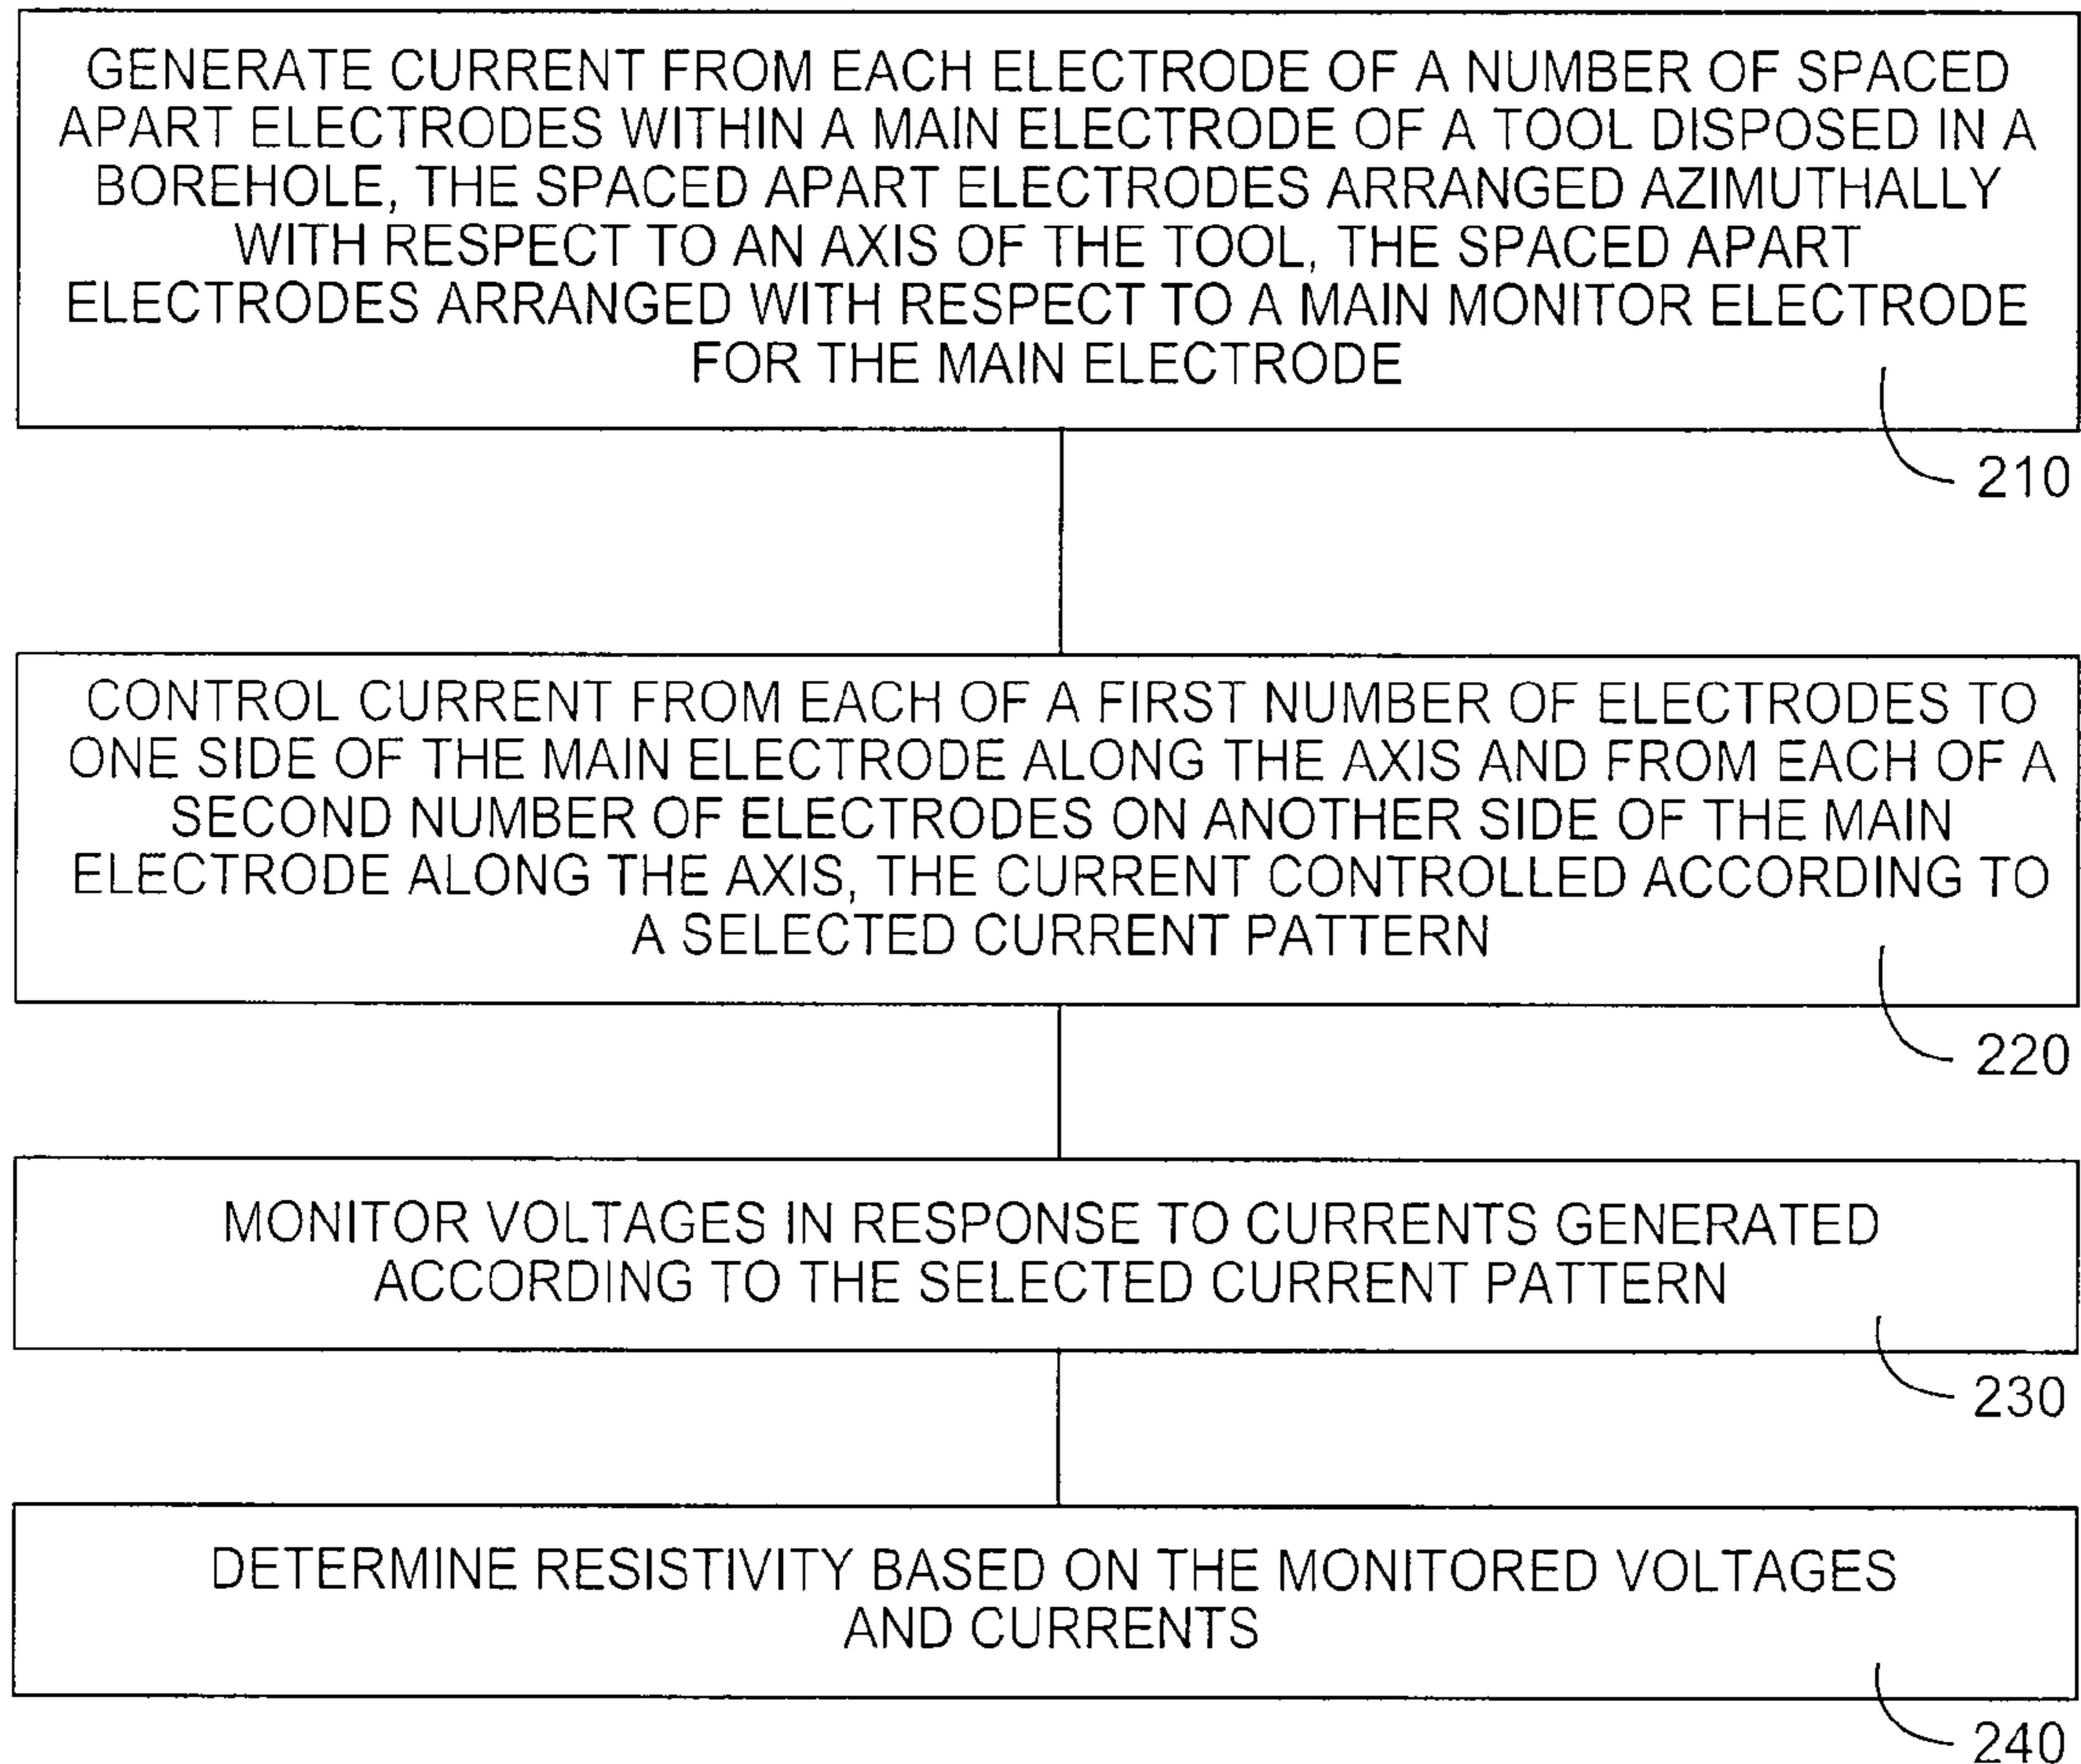 GENERATE CURRENT FROM EACH ELECTRODE OF A NUMBER OF SPACED
APART ELECTRODES WITHIN A MAIN ELECTRODE OF A TOOL DISPOSED IN A
BOREHOLE, THE SPACED APART ELECTRODES ARRANGED AZIMUTHALLY
WITH RESPECT TO AN AXIS OF THE TOOL, THE SPACED APART
ELECTRODES ARRANGED WITH RESPECT TO A MAIN MONITOR ELECTRODE
FOR THE MAIN ELECTRODE
210
CONTROL CURRENT FROM EACH OF A FIRST NUMBER OF ELECTRODES TO
ONE SIDE OF THE MAIN ELECTRODE ALONG THE AXIS AND FROM EACH OF A
SECOND NUMBER OF ELECTRODES ON ANOTHER SIDE OF THE MAIN
ELECTRODE ALONG THE AXIS, THE CURRENT CONTROLLED ACCORDING TO
A SELECTED CURRENT PATTERN
220
MONITOR VOLTAGES IN RESPONSE TO CURRENTS GENERATED
ACCORDING TO THE SELECTED CURRENT PATTERN
230
DETERMINE RESISTIVITY BASED ON THE MONITORED VOLTAGES
AND CURRENTS
240